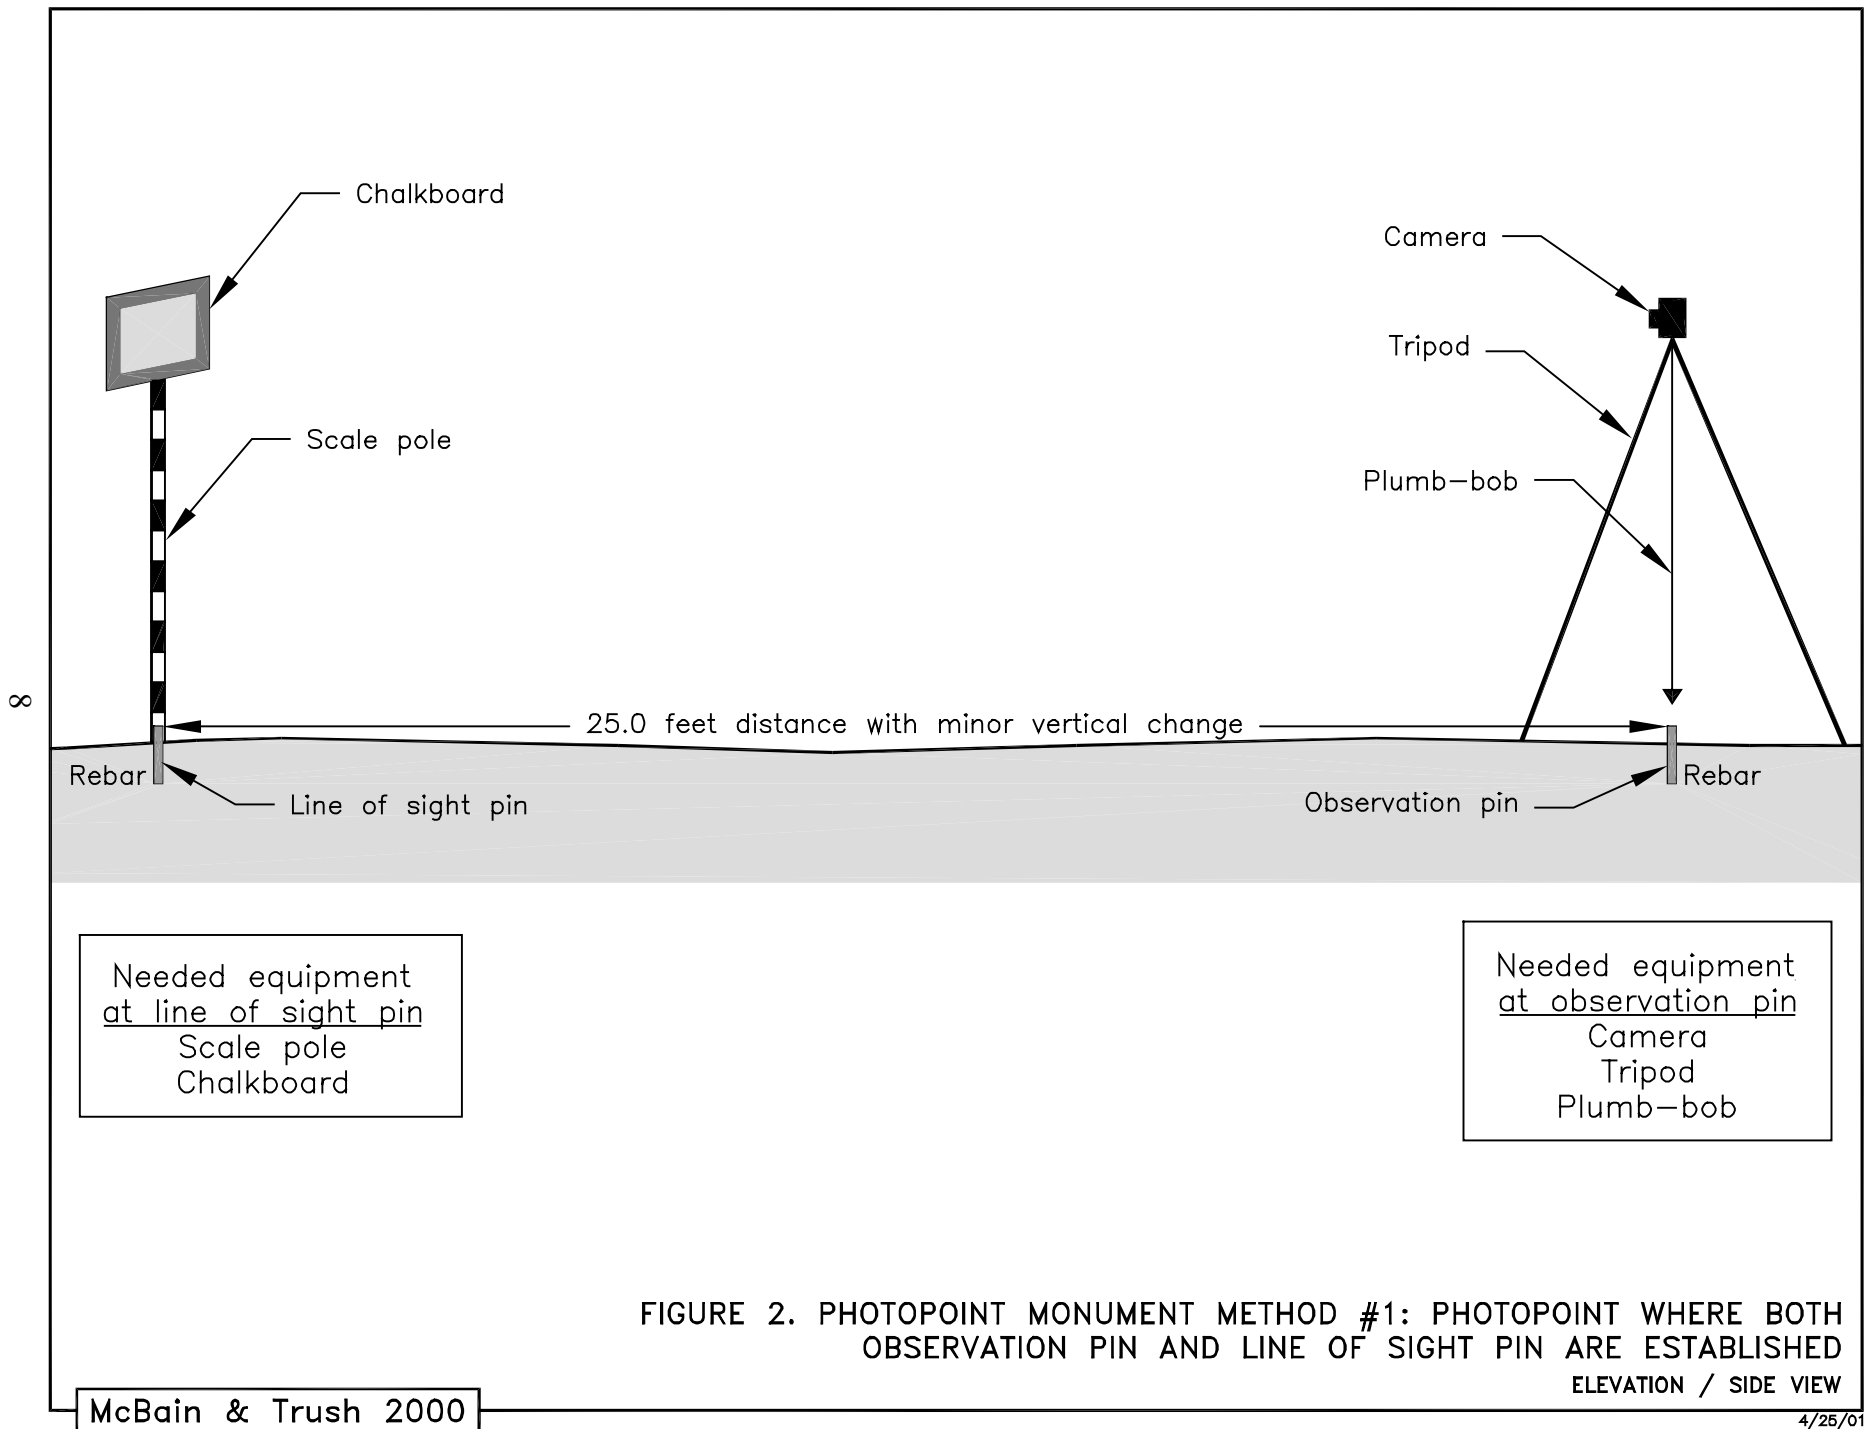 Chalkboard
Camera
Tripod
Scale pole
Plumb-bob
8
25.0 feet distance with minor vertical change
Rebar
Rebar
Line of sight pin
Observation pin
Needed equipment
at line of sight pin
Scale pole
Chalkboard
Needed equipment
at observation pin
Camera
Tripod
Plumb-bob
FIGURE 2. PHOTOPOINT MONUMENT METHOD #1: PHOTOPOINT WHERE BOTH
OBSERVATION PIN AND LINE OF SIGHT PIN ARE ESTABLISHED
ELEVATION / SIDE VIEW
McBain & Trush 2000
4/25/01